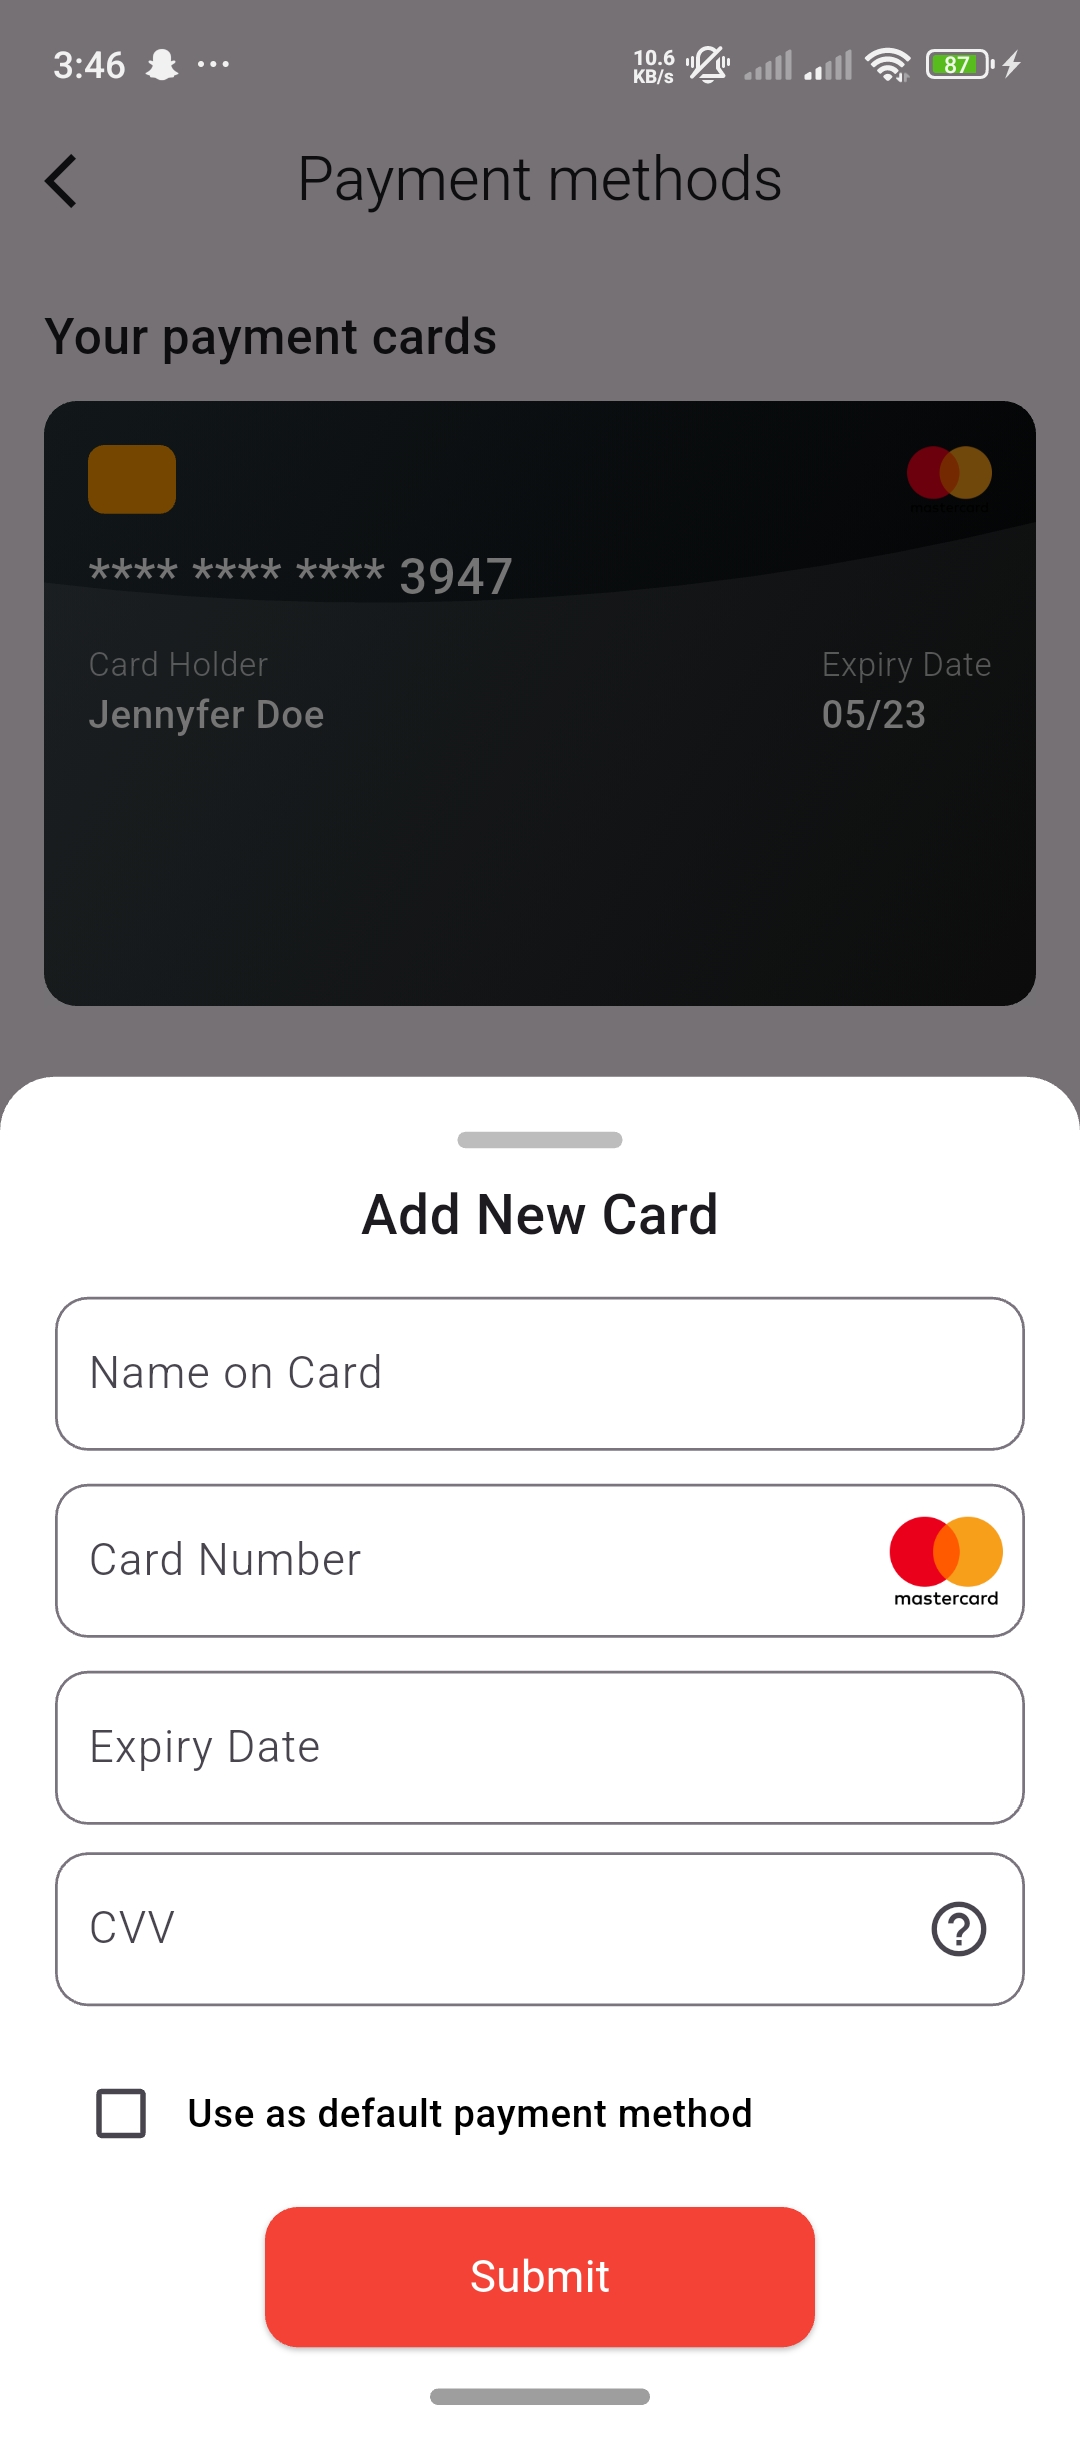 3:46 ... 10.6 KB/s 87
Payment methods
Your payment cards
mastercard
**** **** **** 3947
Card Holder Expiry Date
Jennyfer Doe 05/23
Add New Card
Name on Card
Card Number
mastercard
Expiry Date
CVV ?
Use as default payment method
Submit